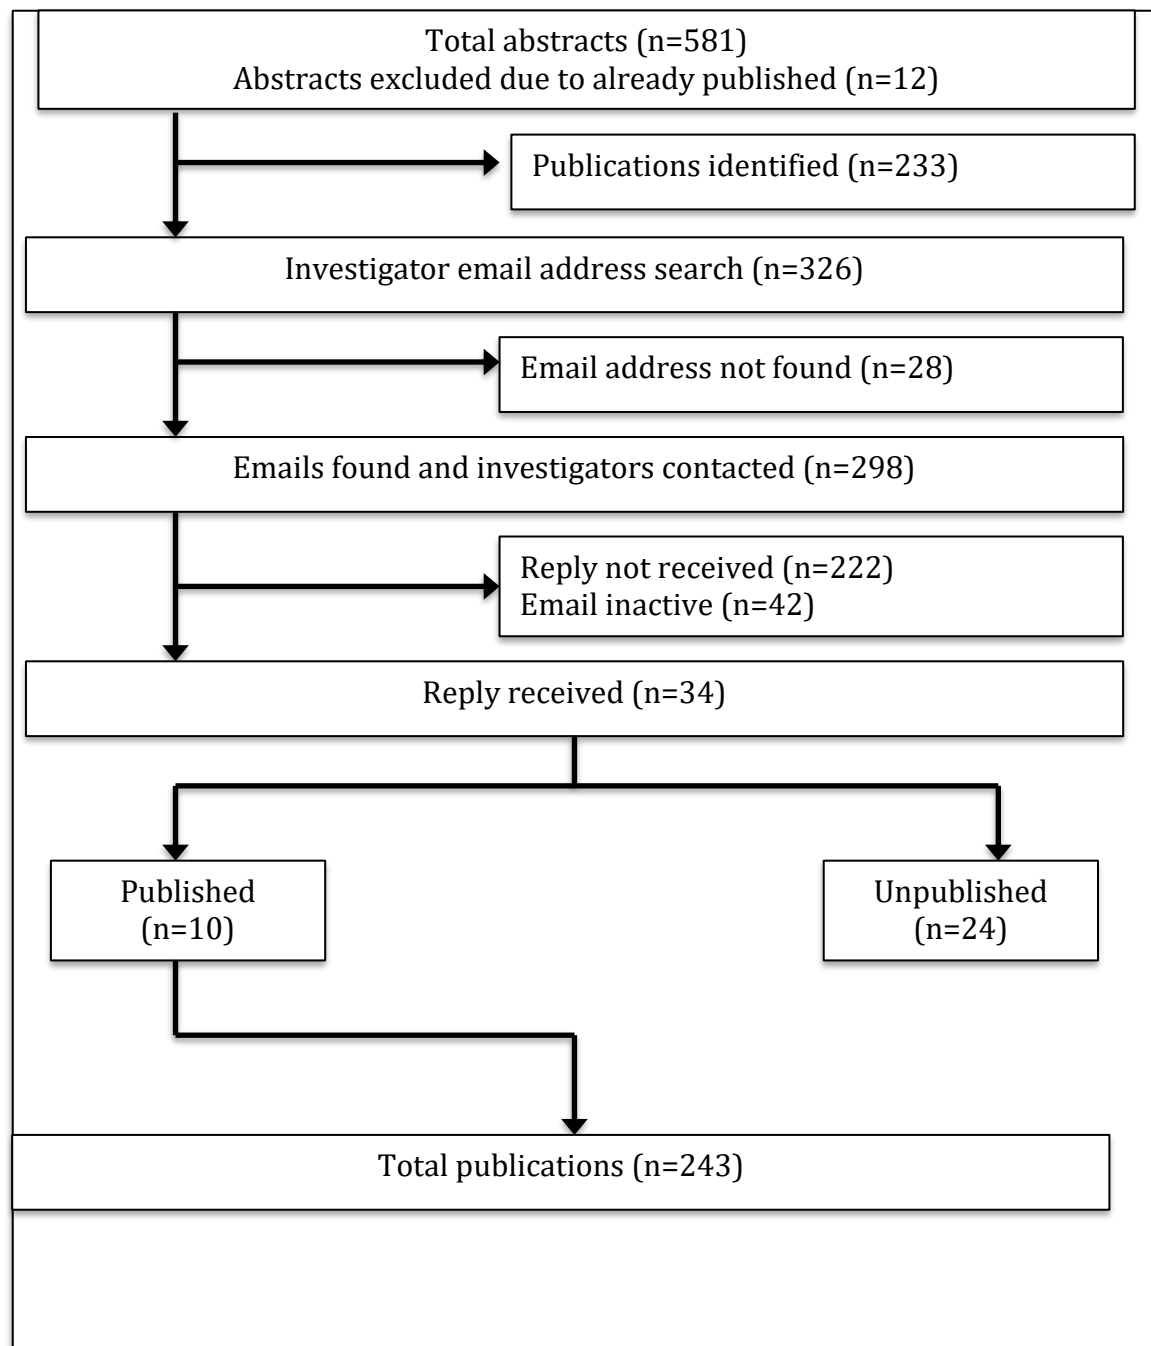 Total abstracts (n=581)
Abstracts excluded due to already published (n=12)
Publications identified (n=233)
Investigator email address search (n=326)
Email address not found (n=28)
Emails found and investigators contacted (n=298)
Reply not received (n=222)
Email inactive (n=42)
Reply received (n=34)
Published
(n=10)
Unpublished
(n=24)
Total publications (n=243)